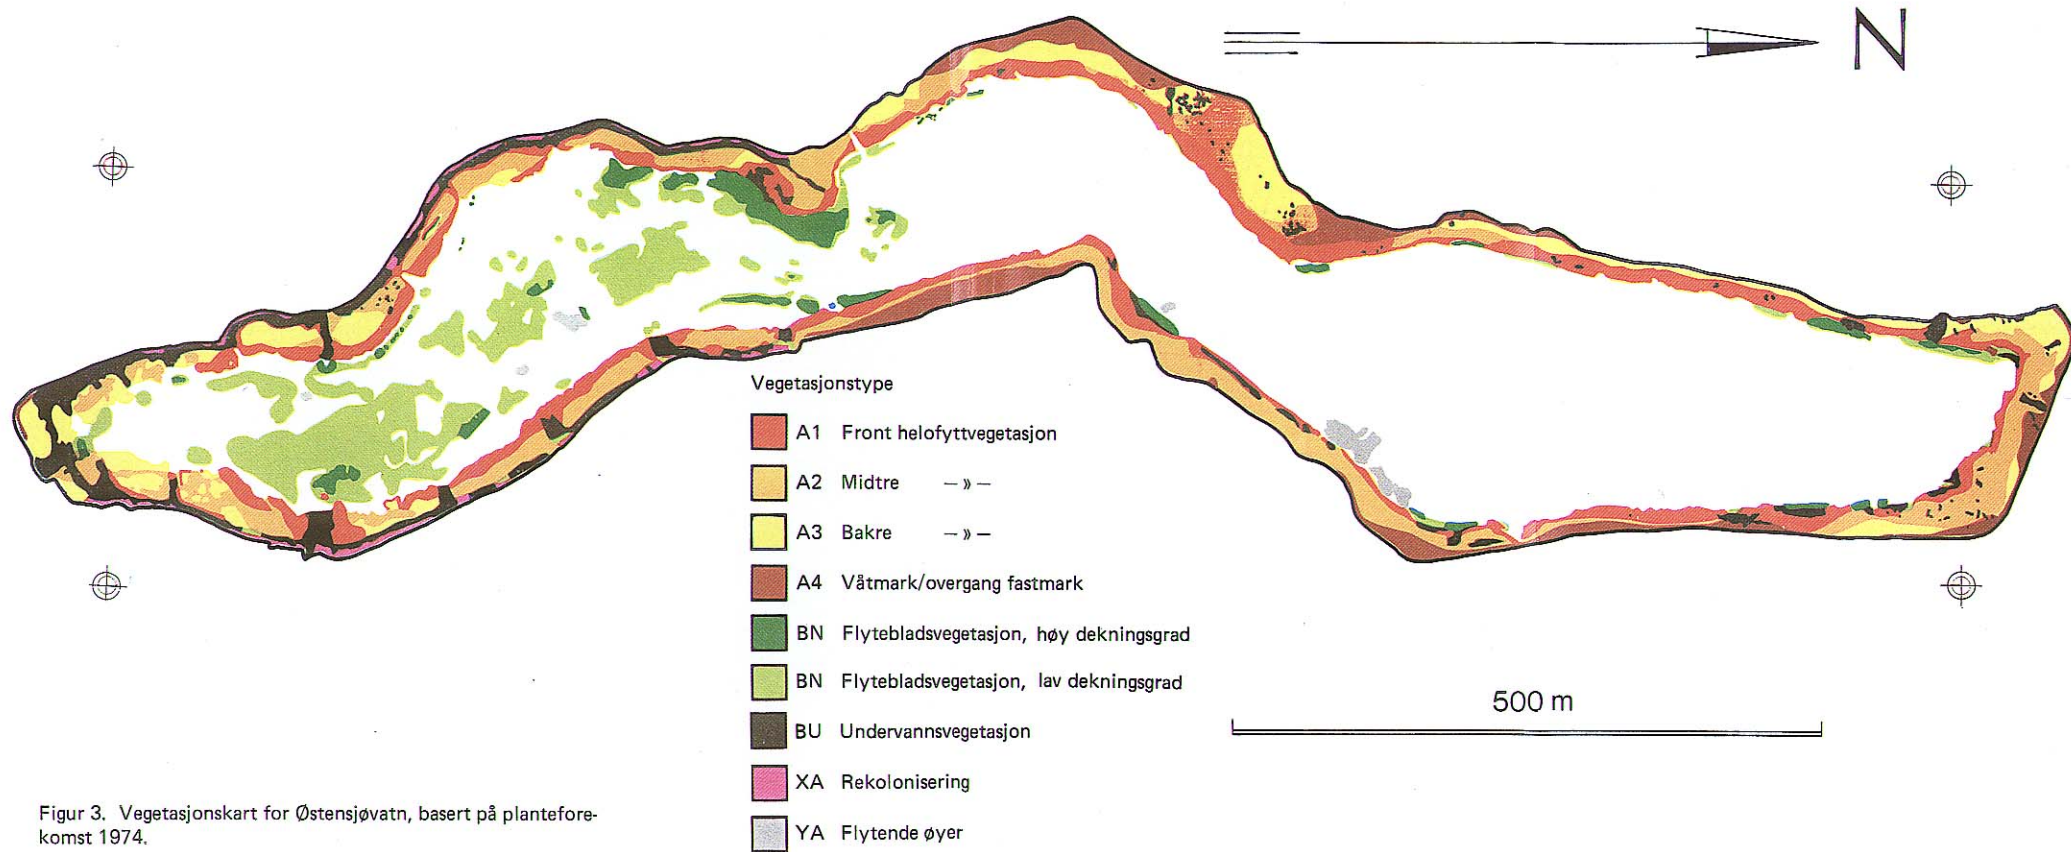 N
Vegetasjonstype
A1 Front helofyttvegetasjon
A2 Midtre — » —
A3 Bakre — » —
A4 Våtmark/overgang fastmark
BN Flytebladsvegetasjon, høy dekningsgrad
BN Flytebladsvegetasjon, lav dekningsgrad
BU Undervannsvegetasjon
XA Rekolonisering
YA Flytende øyer
500 m
Figur 3. Vegetasjonskart for Østensjøvatn, basert på plantefore-
komst 1974.